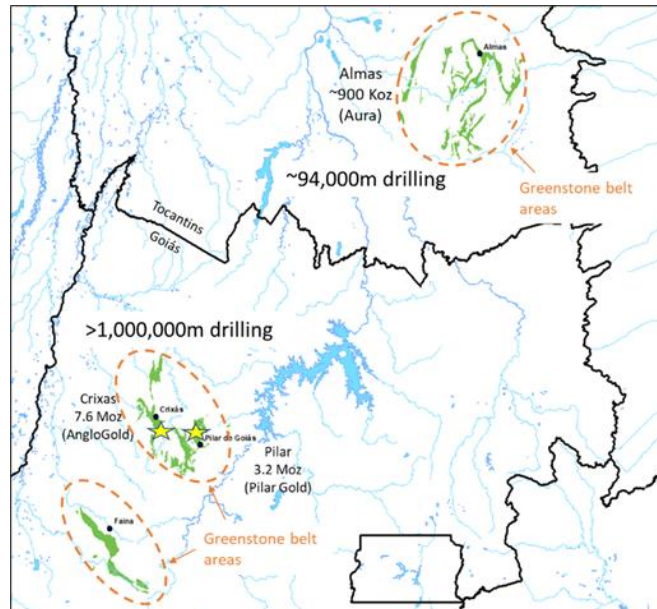 Almas
Almas
~900 Koz
(Aura)
Greenstone belt
areas
~94,000m drilling
Tocantins
Goiás
>1,000,000m drilling
Crixas
7.6 Moz
(AngloGold)
Crixás
Pilar de Goiás
Pilar
3.2 Moz
(Pilar Gold)
Faina
Greenstone belt
areas